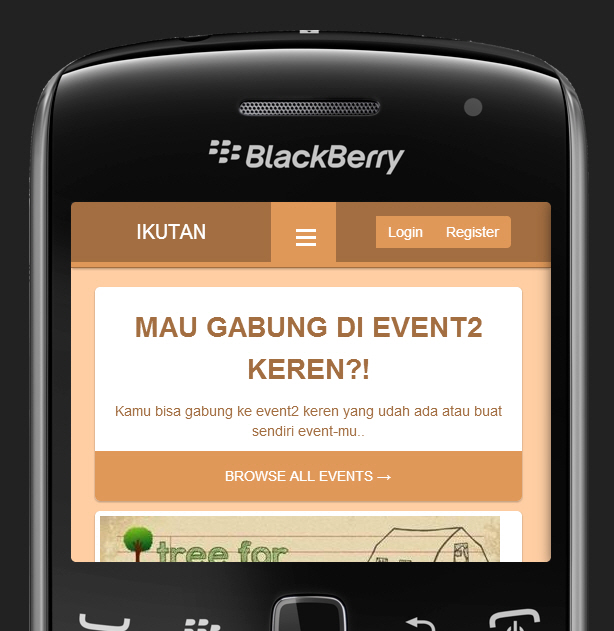 BlackBerry
IKUTAN
Login Register
MAU GABUNG DI EVENT2
KEREN?!
Kamu bisa gabung ke event2 keren yang udah ada atau buat
sendiri event-mu..
BROWSE ALL EVENTS →
tree for